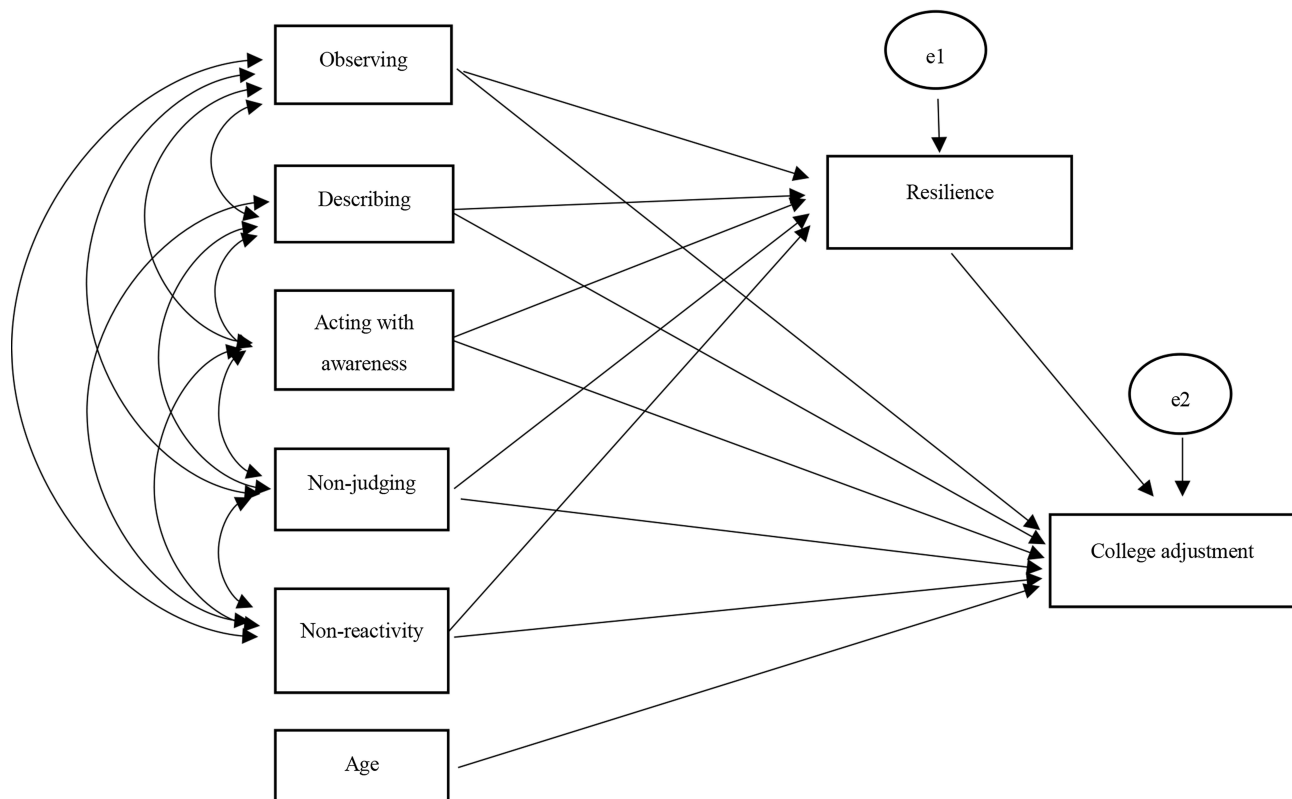 Observing
e1
Describing
Resilience
Acting with
awareness
e2
Non-judging
College adjustment
Non-reactivity
Age